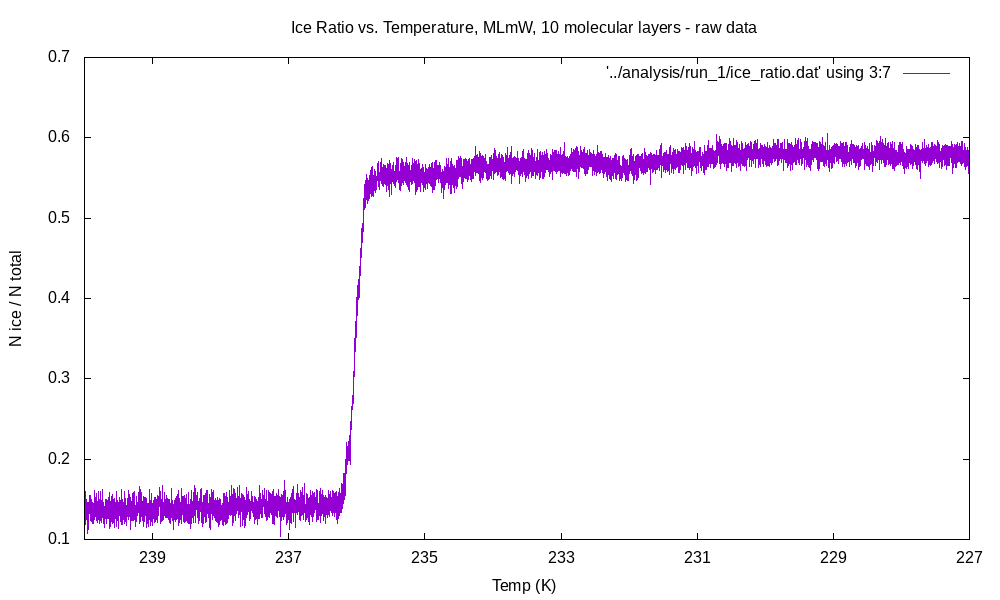 Ice Ratio vs. Temperature, MLmW, 10 molecular layers - raw data
'../analysis/run_1/ice_ratio.dat' using 3:7
N ice / N total
0.7
0.6
0.5
0.4
0.3
0.2
0.1
239 237 235 233 231 229 227
Temp (K)